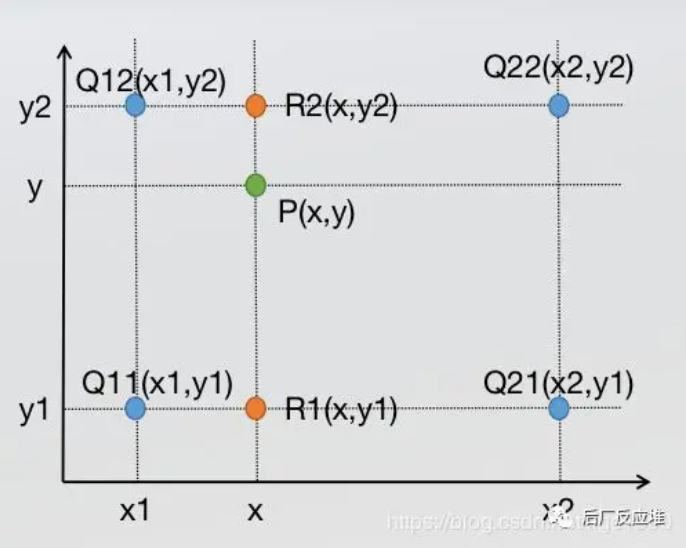 Q22(x2,y2)
Q12(x1,y2)
y2
R2(x,y2)
y
P(x,y)
Q11(x1,y1)
Q21(x2,y1)
y1
R1(x,y1)
x1
x
x2
后厂反应堆
https://blog.csdn